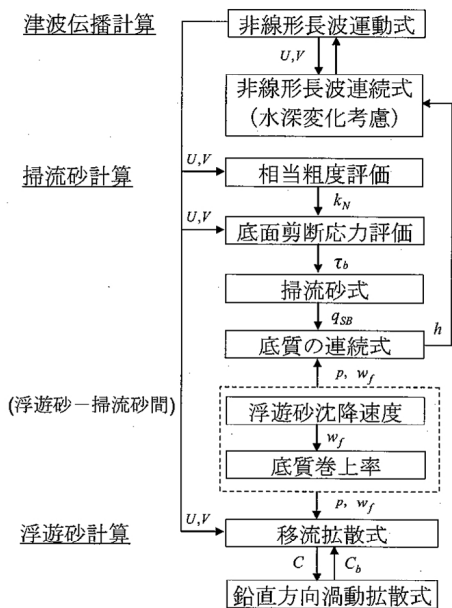 津波伝播計算
非線形長波運動式
U,V
非線形長波連続式
(水深変化考慮)
掃流砂計算
U,V
相当粗度評価
k_N
U,V
底面剪断応力評価
τ_b
掃流砂式
q_SB
h
底質の連続式
p, w_f
(浮遊砂－掃流砂間)
浮遊砂沈降速度
w_f
底質巻上率
p, w_f
浮遊砂計算
U,V
移流拡散式
C
C_b
鉛直方向渦動拡散式